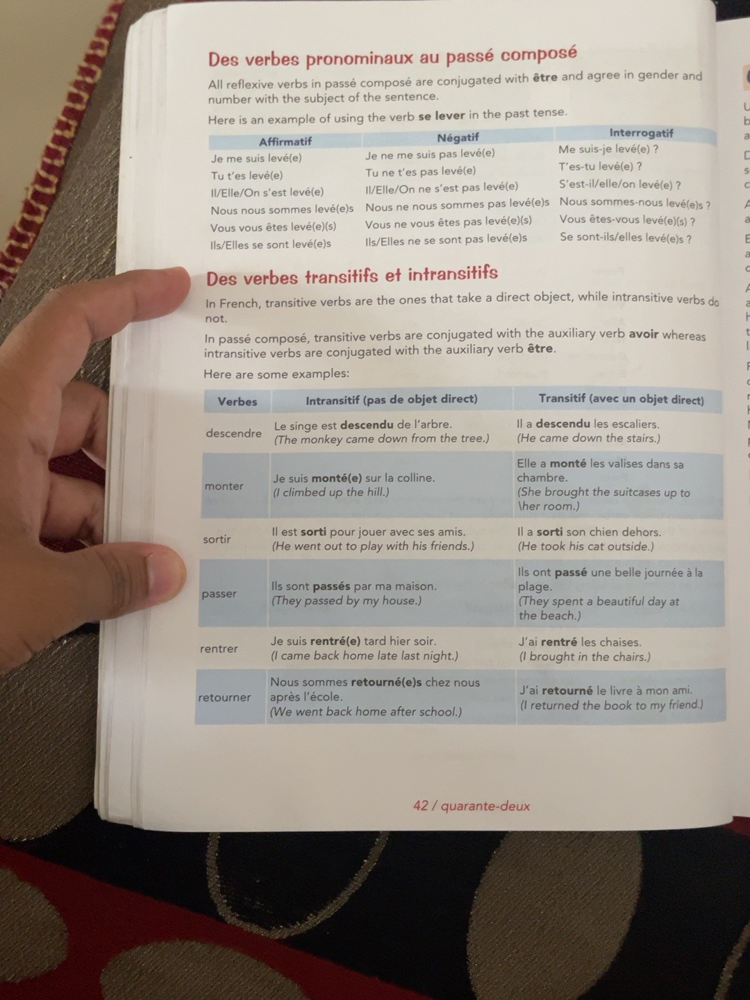 Des verbes pronominaux au passé composé
All reflexive verbs in passé composé are conjugated with être and agree in gender and
number with the subject of the sentence.
Here is an example of using the verb se lever in the past tense.
Affirmatif Négatif Interrogatif
Je me suis levé(e) Je ne me suis pas levé(e) Me suis-je levé(e) ?
Tu t'es levé(e) Tu ne t'es pas levé(e) T'es-tu levé(e) ?
Il/Elle/On s'est levé(e) Il/Elle/On ne s'est pas levé(e) S'est-il/elle/on levé(e) ?
Nous nous sommes levé(e)s Nous ne nous sommes pas levé(e)s Nous sommes-nous levé(e)s ?
Vous vous êtes levé(e)(s) Vous ne vous êtes pas levé(e)(s) Vous êtes-vous levé(e)(s) ?
Ils/Elles se sont levé(e)s Ils/Elles ne se sont pas levé(e)s Se sont-ils/elles levé(e)s ?
Des verbes transitifs et intransitifs
In French, transitive verbs are the ones that take a direct object, while intransitive verbs do
not.
In passé composé, transitive verbs are conjugated with the auxiliary verb avoir whereas
intransitive verbs are conjugated with the auxiliary verb être.
Here are some examples:
Verbes Intransitif (pas de objet direct) Transitif (avec un objet direct)
descendre
Le singe est descendu de l'arbre.
(The monkey came down from the tree.)
Il a descendu les escaliers.
(He came down the stairs.)
monter
Je suis monté(e) sur la colline.
(I climbed up the hill.)
Elle a monté les valises dans sa
chambre.
(She brought the suitcases up to
\her room.)
sortir
Il est sorti pour jouer avec ses amis.
(He went out to play with his friends.)
Il a sorti son chien dehors.
(He took his cat outside.)
passer
Ils sont passés par ma maison.
(They passed by my house.)
Ils ont passé une belle journée à la
plage.
(They spent a beautiful day at
the beach.)
rentrer
Je suis rentré(e) tard hier soir.
(I came back home late last night.)
J'ai rentré les chaises.
(I brought in the chairs.)
retourner
Nous sommes retourné(e)s chez nous
après l'école.
(We went back home after school.)
J'ai retourné le livre à mon ami.
(I returned the book to my friend.)
42 / quarante-deux